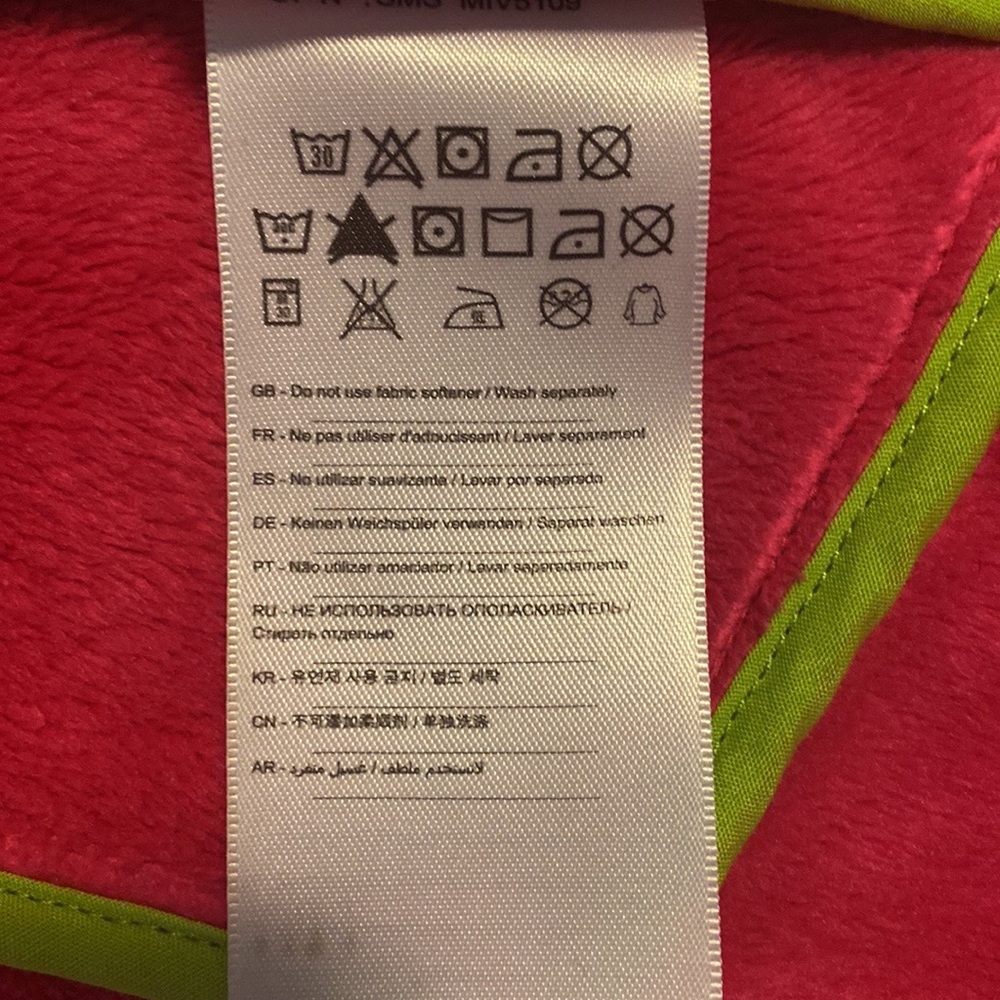 30
GB - Do not use fabric softener / Wash separately
FR - Ne pas utiliser d'adoucissant / Laver séparément
ES - No utilizar suavizante / Lavar por separado
DE - Keinen Weichspüler verwenden / Separat waschen
PT - Não utilizar amaciador / Lavar separadamente
RU - НЕ ИСПОЛЬЗОВАТЬ ОПОЛАСКИВАТЕЛЬ /
Стирать отдельно
KR - 유연제 사용 금지 / 별도 세탁
CN - 不可添加柔顺剂 / 单独洗涤
AR - لاتستخدم ملطف / غسيل منفرد